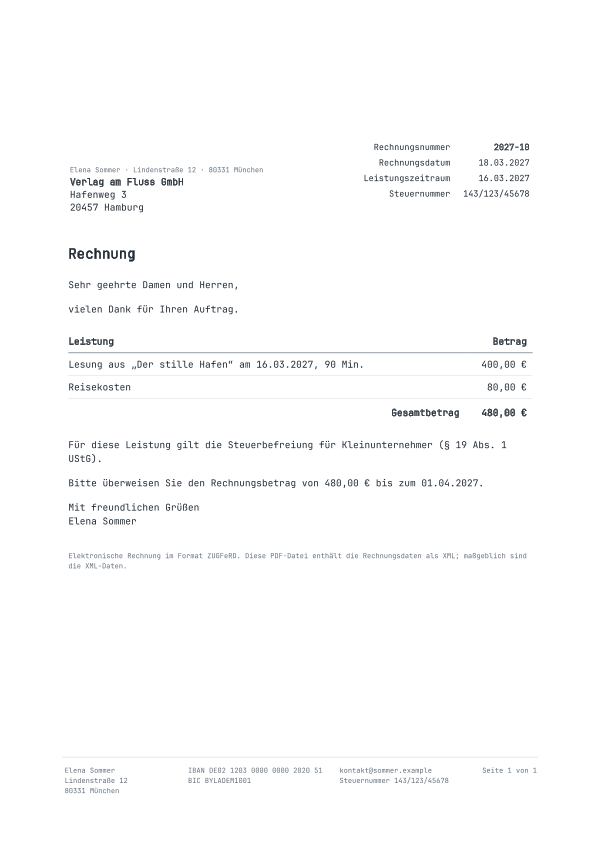 Rechnungsnummer 2027-10
Rechnungsdatum 18.03.2027
Leistungszeitraum 16.03.2027
Steuernummer 143/123/45678
Elena Sommer · Lindenstraße 12 · 80331 München
Verlag am Fluss GmbH
Hafenweg 3
20457 Hamburg
Rechnung
Sehr geehrte Damen und Herren,
vielen Dank für Ihren Auftrag.
Leistung Betrag
Lesung aus „Der stille Hafen“ am 16.03.2027, 90 Min. 400,00 €
Reisekosten 80,00 €
Gesamtbetrag 480,00 €
Für diese Leistung gilt die Steuerbefreiung für Kleinunternehmer (§ 19 Abs. 1
UStG).
Bitte überweisen Sie den Rechnungsbetrag von 480,00 € bis zum 01.04.2027.
Mit freundlichen Grüßen
Elena Sommer
Elektronische Rechnung im Format ZUGFeRD. Diese PDF-Datei enthält die Rechnungsdaten als XML; maßgeblich sind
die XML-Daten.
Elena Sommer
Lindenstraße 12
80331 München
IBAN DE02 1203 0000 0000 2020 51
BIC BYLADEM1001
kontakt@sommer.example
Steuernummer 143/123/45678
Seite 1 von 1